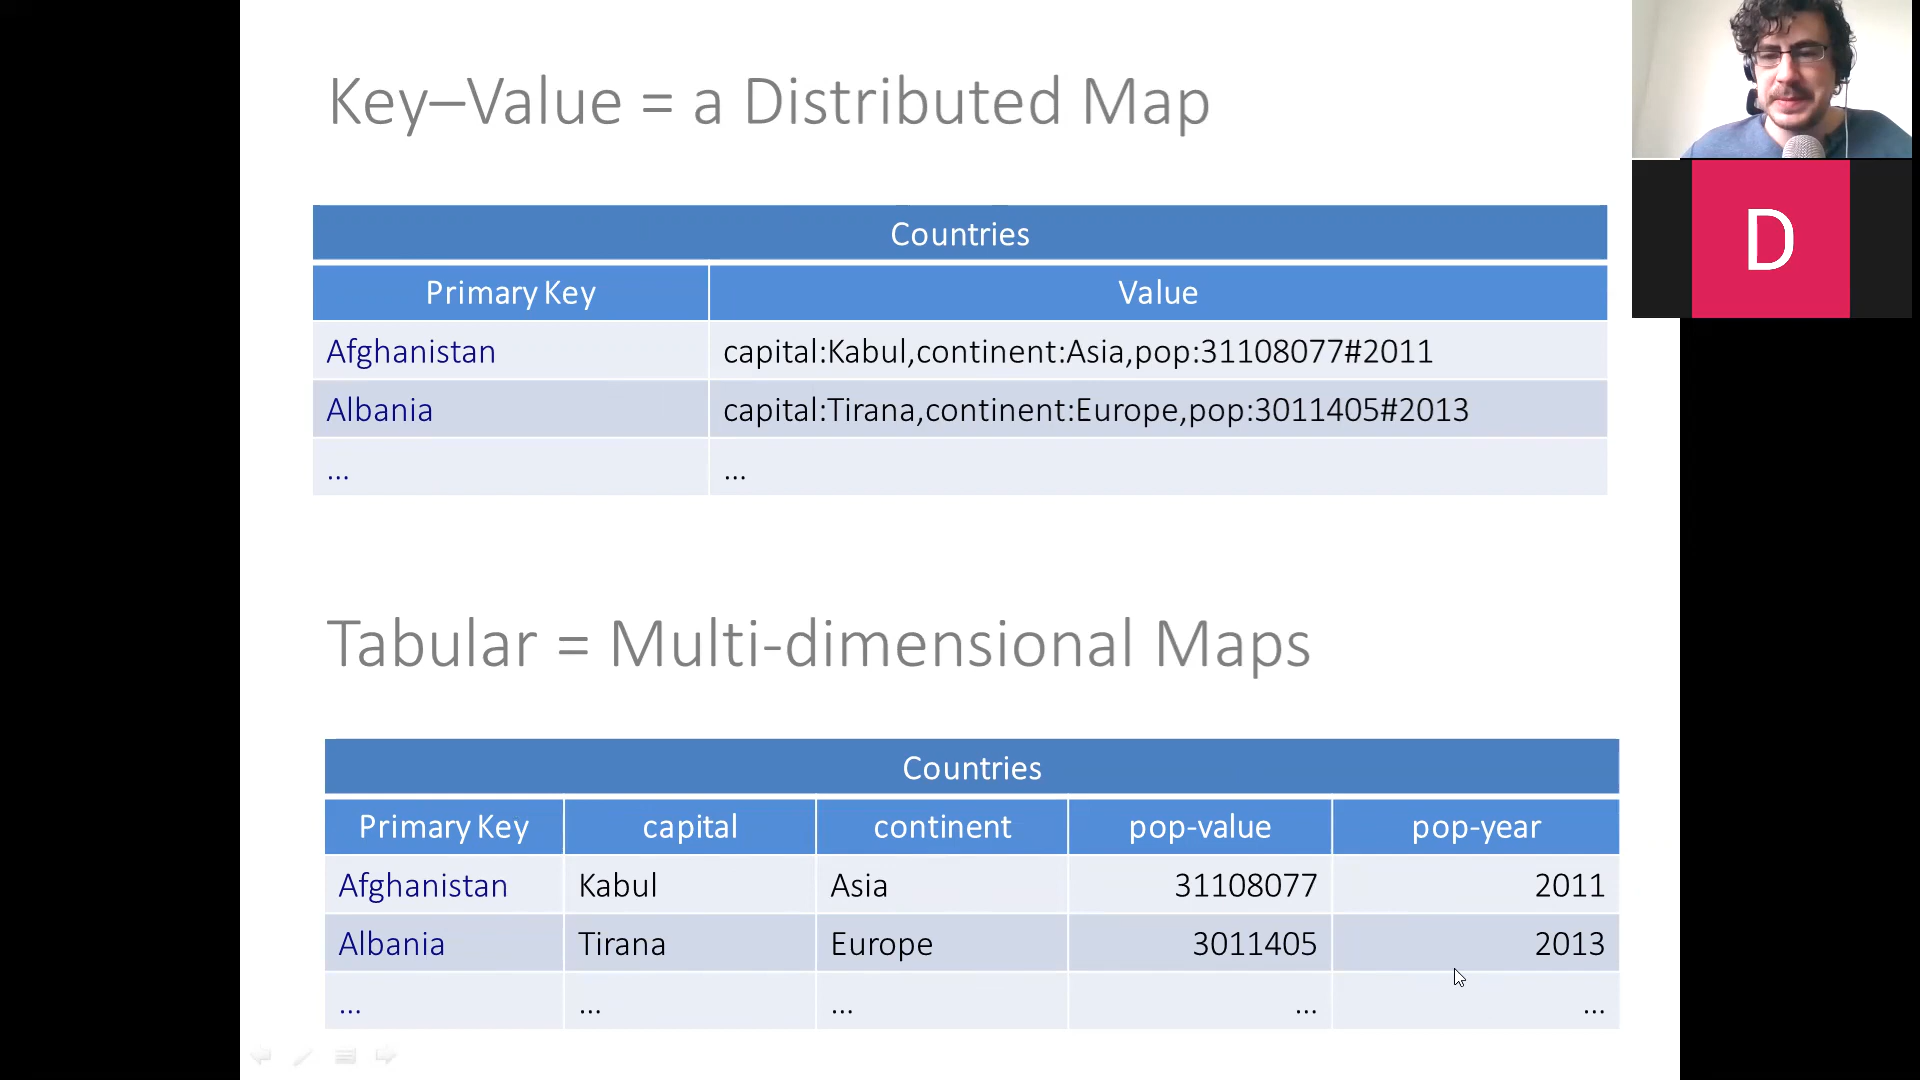 Key–Value = a Distributed Map
Countries
Primary Key Value
Afghanistan capital:Kabul,continent:Asia,pop:31108077#2011
Albania capital:Tirana,continent:Europe,pop:3011405#2013
... ...
Tabular = Multi-dimensional Maps
Countries
Primary Key capital continent pop-value pop-year
Afghanistan Kabul Asia 31108077 2011
Albania Tirana Europe 3011405 2013
... ... ... ... ...
D